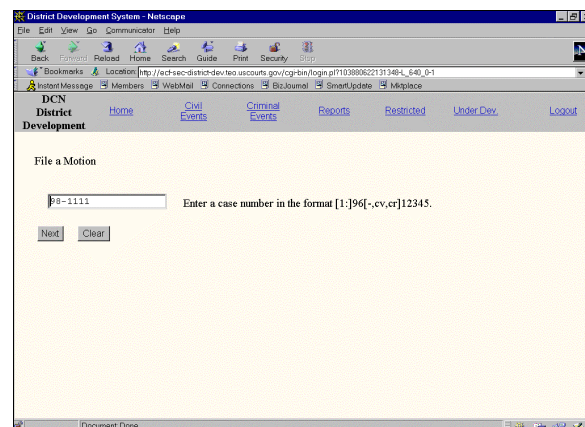 District Development System - Netscape
File Edit View Go Communicator Help
Back Forward Reload Home Search Guide Print Security Stop
Bookmarks Location: http://ecf-sec-district-dev.teo.uscourts.gov/cgi-bin/login.pl?103880622131348-L_640_0-1
Instant Message Members WebMail Connections BizJournal SmartUpdate Mktplace
DCN District Development
Home
Civil Events
Criminal Events
Reports
Restricted
Under Dev.
Logout
File a Motion
98-1111 Enter a case number in the format [1:]96[-,cv,cr]12345.
Next Clear
Document: Done